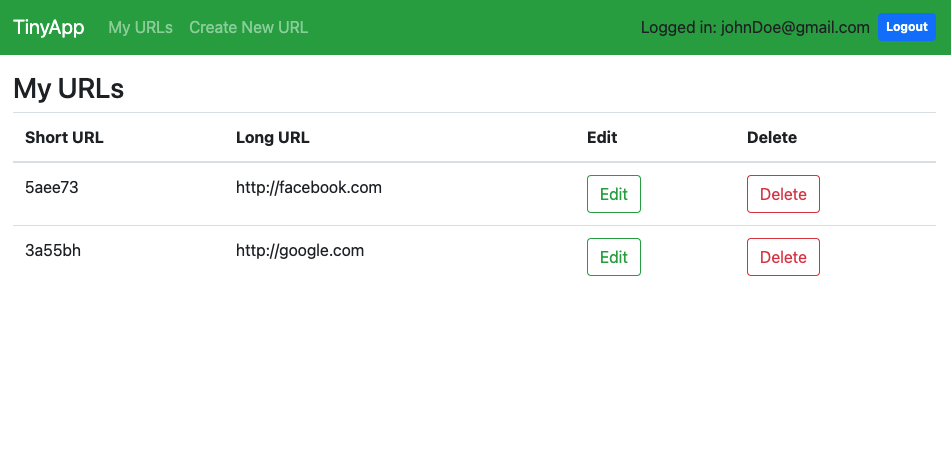 TinyApp My URLs Create New URL Logged in: johnDoe@gmail.com Logout
My URLs
Short URL Long URL Edit Delete
5aee73 http://facebook.com Edit Delete
3a55bh http://google.com Edit Delete